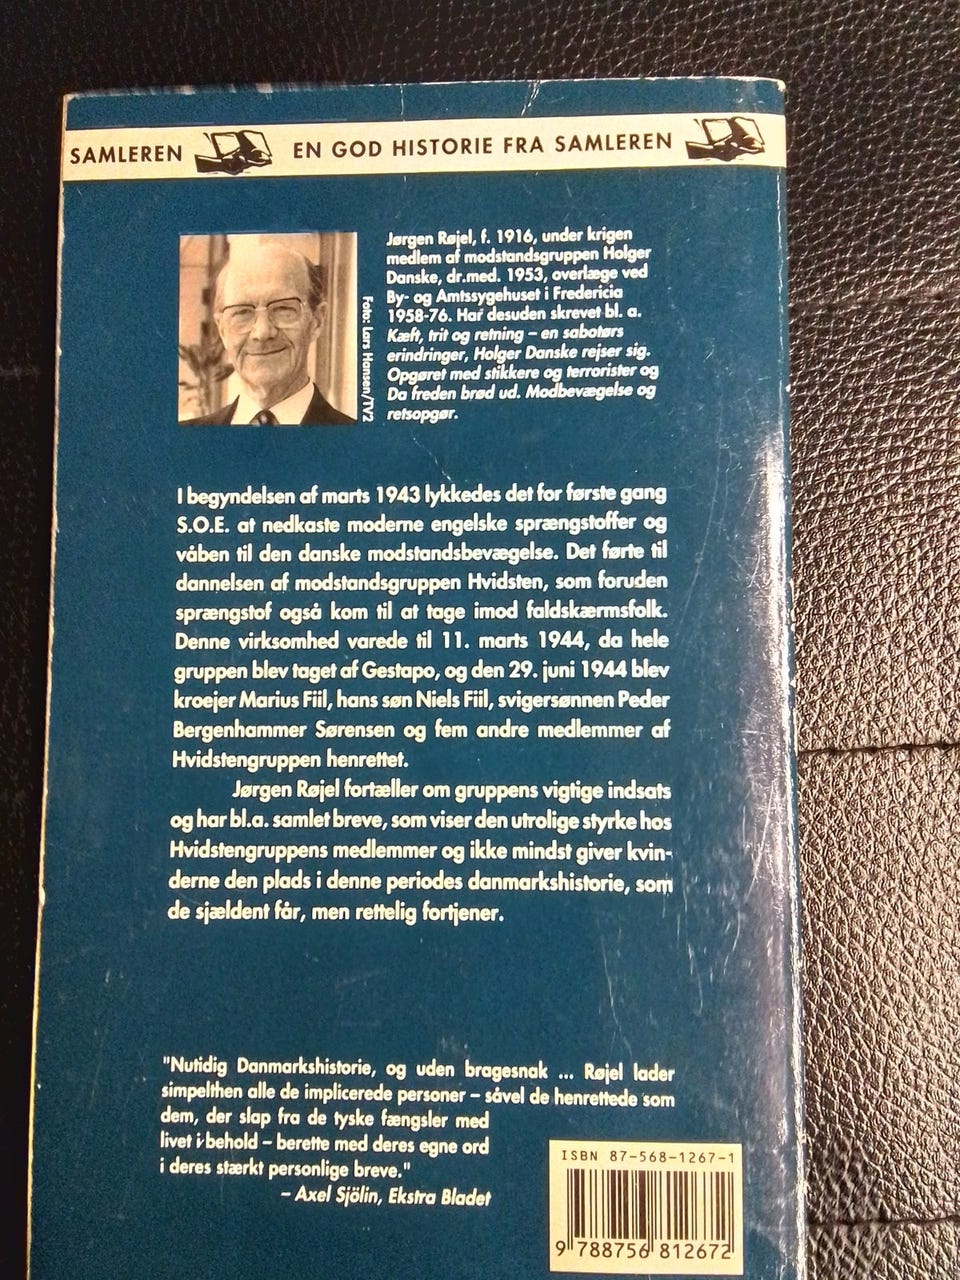 SAMLEREN EN GOD HISTORIE FRA SAMLEREN
Jørgen Røjel, f. 1916, under krigen
medlem af modstandsgruppen Holger
Danske, dr.med. 1953, overlæge ved
By- og Amtssygehuset i Fredericia
1958-76. Har desuden skrevet bl. a.
Kæft, trit og retning – en sabotørs
erindringer, Holger Danske rejser sig.
Opgøret med stikkere og terrorister og
Da freden brød ud. Modbevægelse og
retsopgør.
Foto: Lars Hansen/TV2
I begyndelsen af marts 1943 lykkedes det for første gang
S.O.E. at nedkaste moderne engelske sprængstoffer og
våben til den danske modstandsbevægelse. Det førte til
dannelsen af modstandsgruppen Hvidsten, som foruden
sprængstof også kom til at tage imod faldskærmsfolk.
Denne virksomhed varede til 11. marts 1944, da hele
gruppen blev taget af Gestapo, og den 29. juni 1944 blev
kroejer Marius Fiil, hans søn Niels Fiil, svigersønnen Peder
Bergenhammer Sørensen og fem andre medlemmer af
Hvidstengruppen henrettet.
Jørgen Røjel fortæller om gruppens vigtige indsats
og har bl.a. samlet breve, som viser den utrolige styrke hos
Hvidstengruppens medlemmer og ikke mindst giver kvin-
derne den plads i denne periodes danmarkshistorie, som
de sjældent får, men rettelig fortjener.
"Nutidig Danmarkshistorie, og uden bragesnak ... Røjel lader
simpelthen alle de implicerede personer – såvel de henrettede som
dem, der slap fra de tyske fængsler med
livet i behold – berette med deres egne ord
i deres stærkt personlige breve."
– Axel Sjölin, Ekstra Bladet
ISBN 87-568-1267-1
9 788756 812672